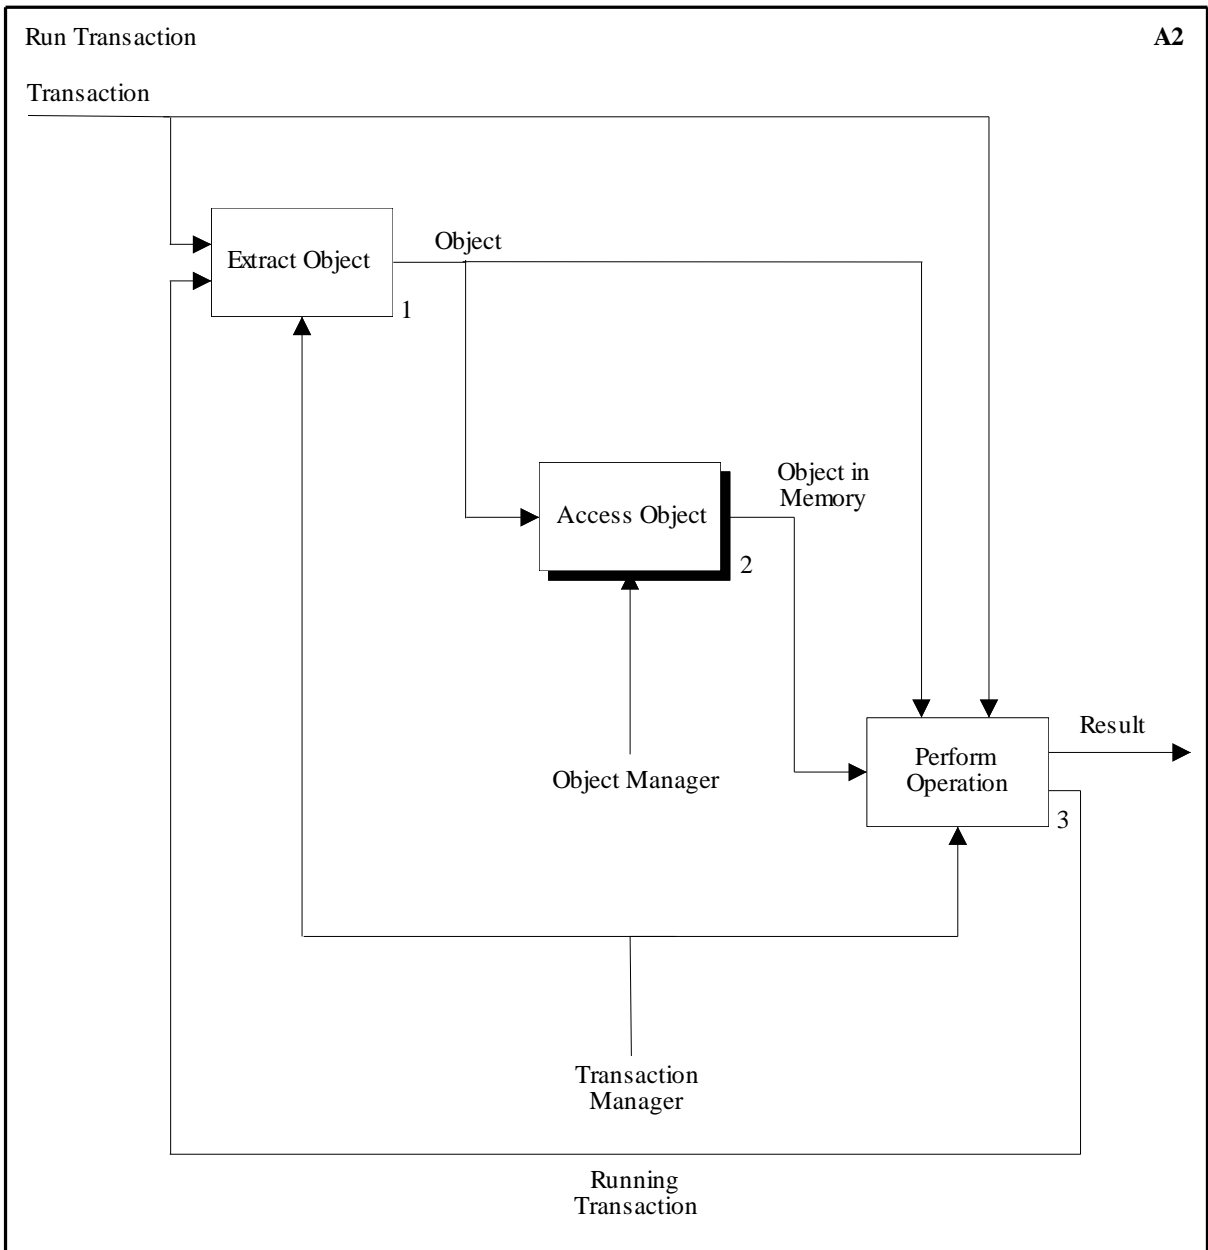 Run Transaction
A2
Transaction
Extract Object
1
Object
Access Object
2
Object in
Memory
Object Manager
Perform
Operation
3
Result
Transaction
Manager
Running
Transaction